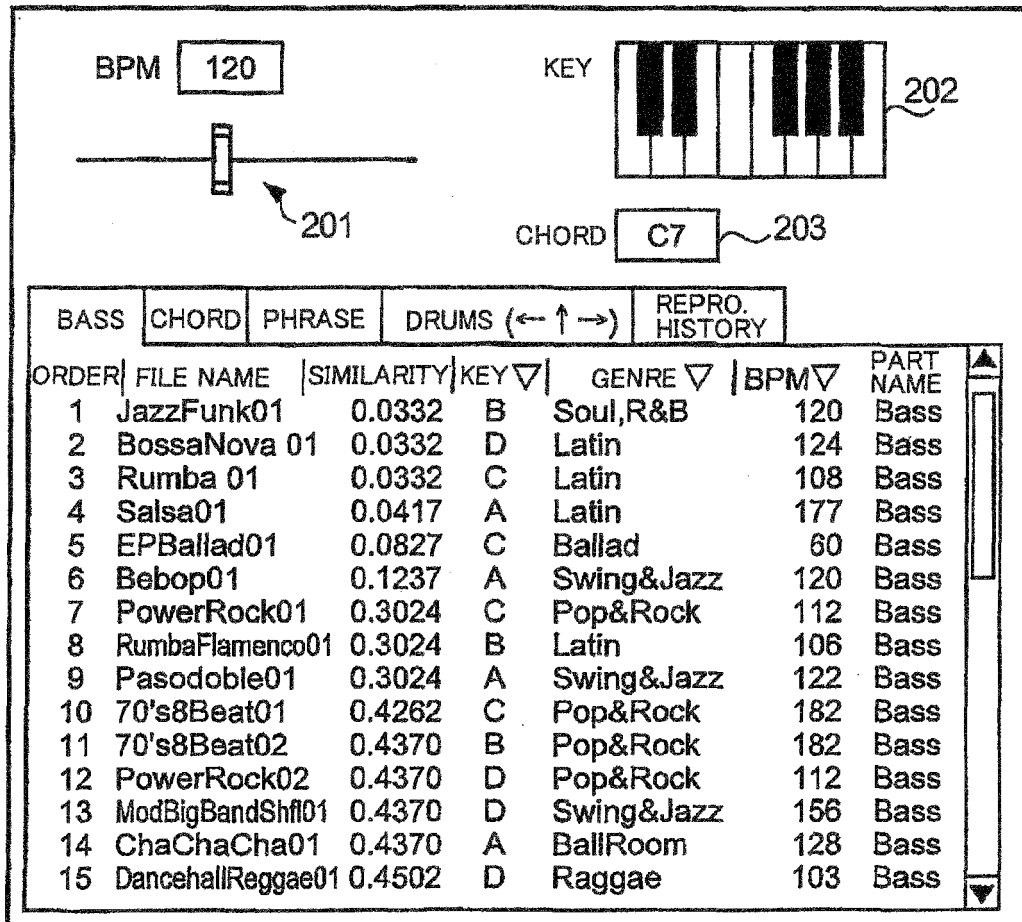 BPM 120
KEY
202
201
CHORD C7 203
BASS CHORD PHRASE DRUMS (← ↑ →) REPRO. HISTORY
ORDER FILE NAME SIMILARITY KEY▽ GENRE ▽ BPM▽ PART NAME
1 JazzFunk01 0.0332 B Soul,R&B 120 Bass
2 BossaNova 01 0.0332 D Latin 124 Bass
3 Rumba 01 0.0332 C Latin 108 Bass
4 Salsa01 0.0417 A Latin 177 Bass
5 EPBallad01 0.0827 C Ballad 60 Bass
6 Bebop01 0.1237 A Swing&Jazz 120 Bass
7 PowerRock01 0.3024 C Pop&Rock 112 Bass
8 RumbaFlamenco01 0.3024 B Latin 106 Bass
9 Pasodoble01 0.3024 A Swing&Jazz 122 Bass
10 70's8Beat01 0.4262 C Pop&Rock 182 Bass
11 70's8Beat02 0.4370 B Pop&Rock 182 Bass
12 PowerRock02 0.4370 D Pop&Rock 112 Bass
13 ModBigBandShfl01 0.4370 D Swing&Jazz 156 Bass
14 ChaChaCha01 0.4370 A BallRoom 128 Bass
15 DancehallReggae01 0.4502 D Raggae 103 Bass